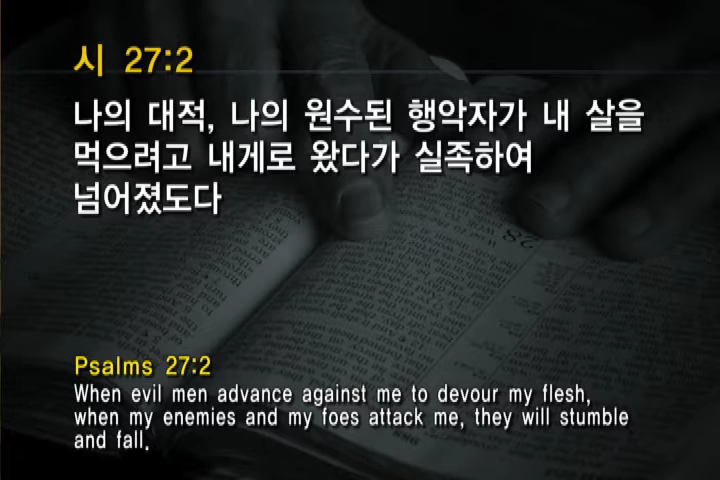 시 27:2
나의 대적, 나의 원수된 행악자가 내 살을
먹으려고 내게로 왔다가 실족하여
넘어졌도다
Psalms 27:2
When evil men advance against me to devour my flesh,
when my enemies and my foes attack me, they will stumble
and fall.